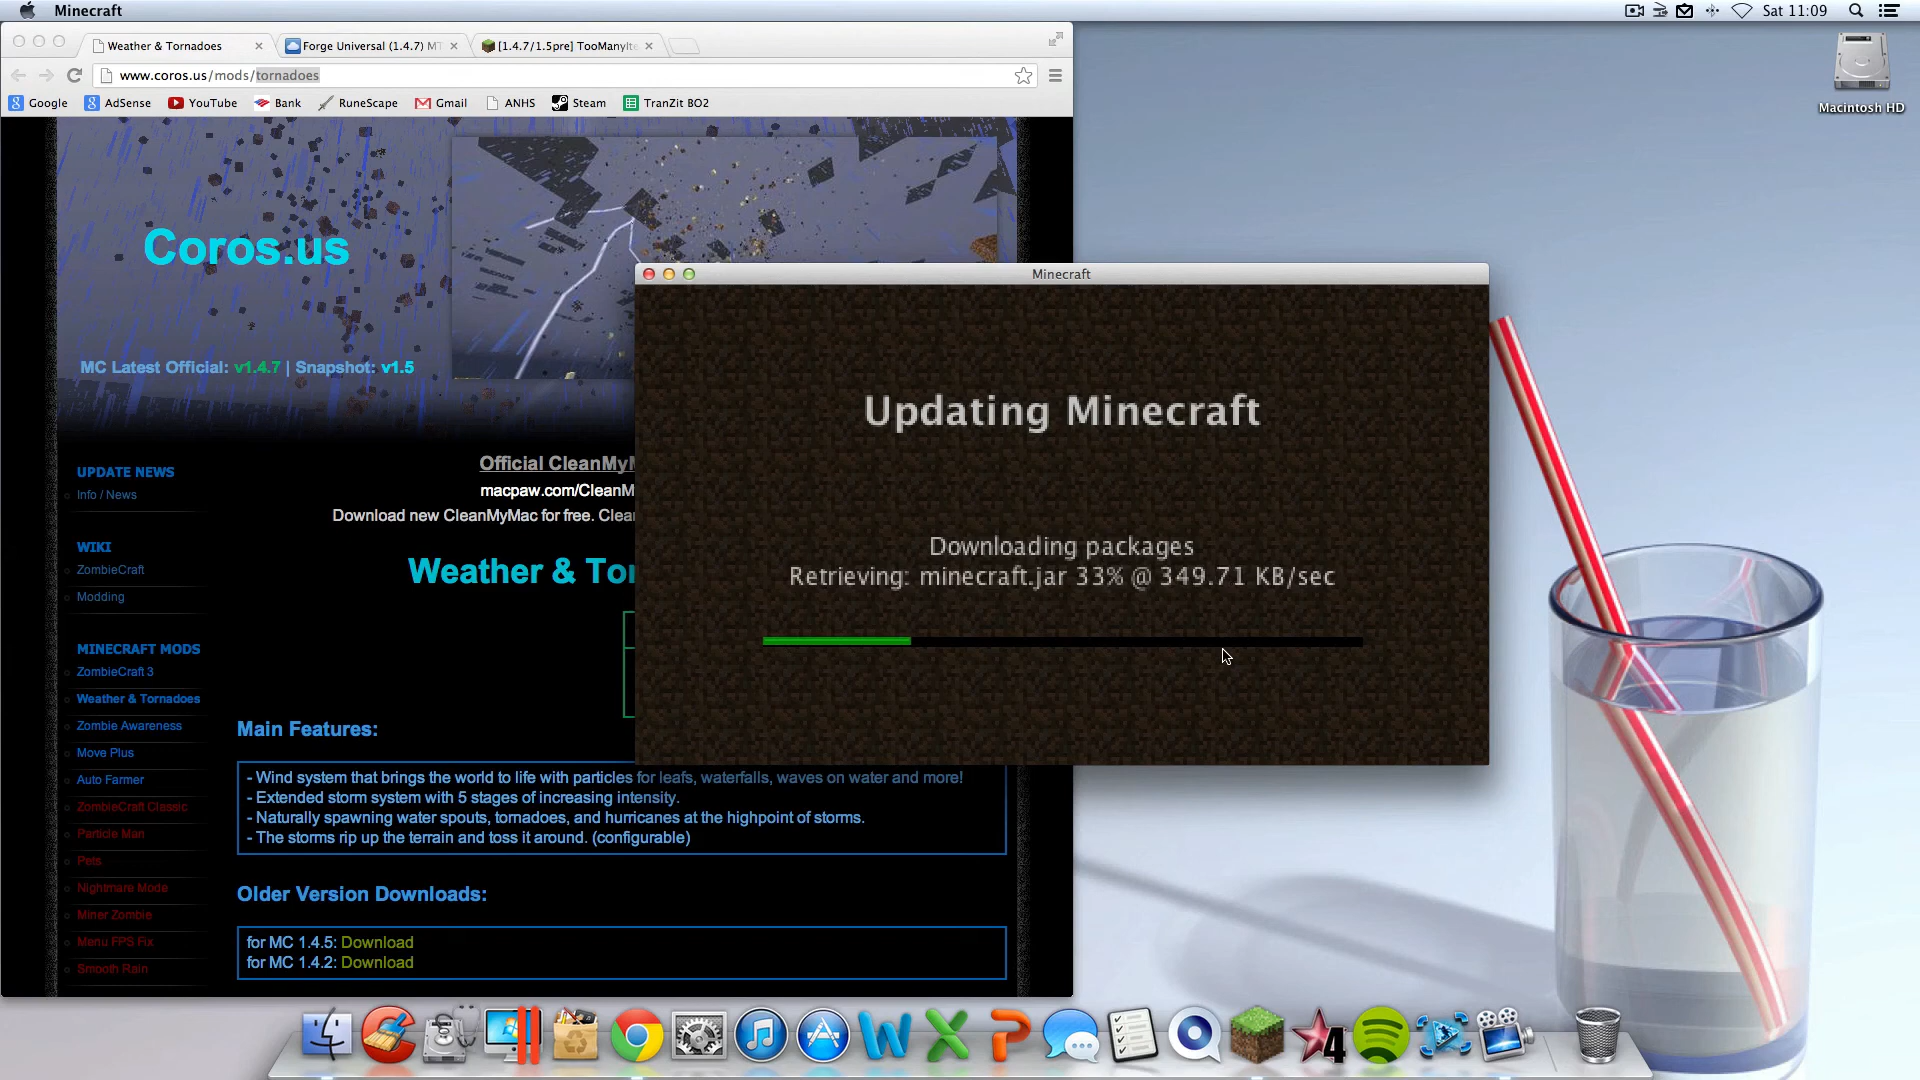 Minecraft
Sat 11:09
Weather & Tornadoes
Forge Universal (1.4.7) MT
[1.4.7/1.5pre] TooManyIte
www.coros.us/mods/tornadoes
Google
AdSense
YouTube
Bank
RuneScape
Gmail
ANHS
Steam
TranZit BO2
Macintosh HD
Coros.us
MC Latest Official: v1.4.7 | Snapshot: v1.5
Minecraft
Updating Minecraft
Downloading packages
Retrieving: minecraft.jar 33% @ 349.71 KB/sec
UPDATE NEWS
Info / News
WIKI
ZombieCraft
Modding
MINECRAFT MODS
ZombieCraft 3
Weather & Tornadoes
Zombie Awareness
Move Plus
Auto Farmer
ZombieCraft Classic
Particle Man
Pets
Nightmare Mode
Miner Zombie
Menu FPS Fix
Smooth Rain
Official CleanMyM
macpaw.com/CleanM
Download new CleanMyMac for free. Clea
Weather & Tor
Main Features:
- Wind system that brings the world to life with particles for leafs, waterfalls, waves on water and more!
- Extended storm system with 5 stages of increasing intensity.
- Naturally spawning water spouts, tornadoes, and hurricanes at the highpoint of storms.
- The storms rip up the terrain and toss it around. (configurable)
Older Version Downloads:
for MC 1.4.5: Download
for MC 1.4.2: Download
4